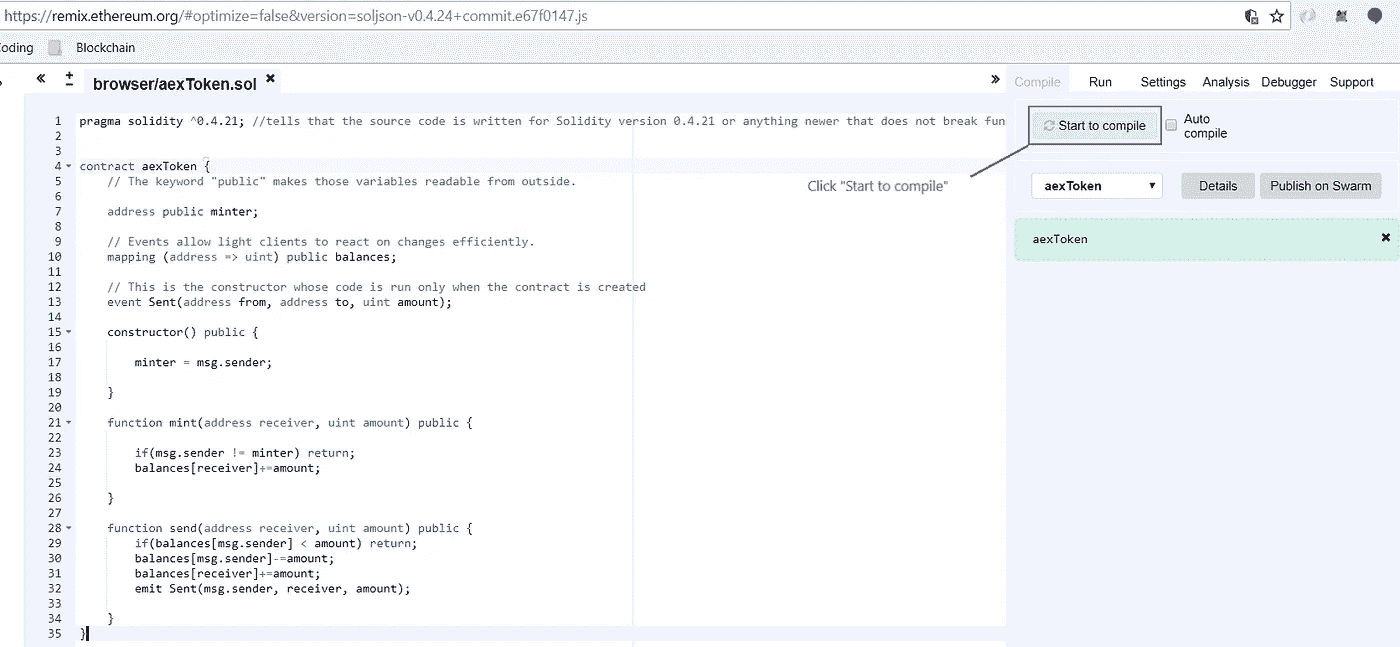 https://remix.ethereum.org/#optimize=false&version=soljson-v0.4.24+commit.e67f0147.js
oding Blockchain
« ± browser/aexToken.sol ✖ » Compile Run Settings Analysis Debugger Support
1 pragma solidity ^0.4.21; //tells that the source code is written for Solidity version 0.4.21 or anything newer that does not break fun
2
3
4 contract aexToken {
5 // The keyword "public" makes those variables readable from outside.
6
7 address public minter;
8
9 // Events allow light clients to react on changes efficiently.
10 mapping (address => uint) public balances;
11
12 // This is the constructor whose code is run only when the contract is created
13 event Sent(address from, address to, uint amount);
14
15 constructor() public {
16
17 minter = msg.sender;
18
19 }
20
21 function mint(address receiver, uint amount) public {
22
23 if(msg.sender != minter) return;
24 balances[receiver]+=amount;
25
26 }
27
28 function send(address receiver, uint amount) public {
29 if(balances[msg.sender] < amount) return;
30 balances[msg.sender]-=amount;
31 balances[receiver]+=amount;
32 emit Sent(msg.sender, receiver, amount);
33
34 }
35 }
Start to compile
Auto
compile
Click "Start to compile"
aexToken ▼ Details Publish on Swarm
aexToken ✖